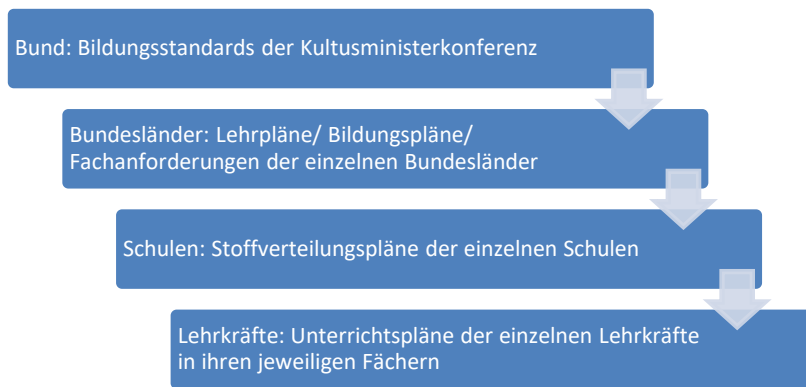 Bund: Bildungsstandards der Kultusministerkonferenz
Bundesländer: Lehrpläne/ Bildungspläne/
Fachanforderungen der einzelnen Bundesländer
Schulen: Stoffverteilungspläne der einzelnen Schulen
Lehrkräfte: Unterrichtspläne der einzelnen Lehrkräfte
in ihren jeweiligen Fächern